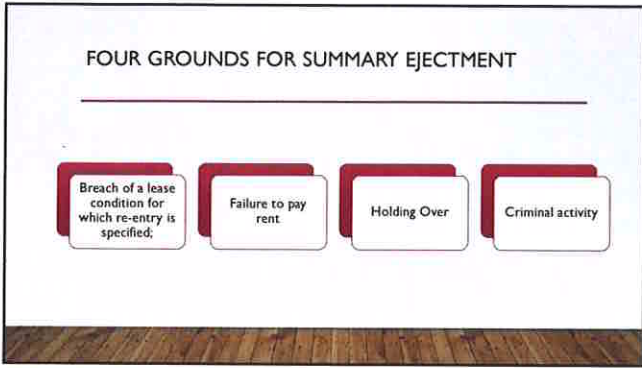 FOUR GROUNDS FOR SUMMARY EJECTMENT
Breach of a lease
condition for
which re-entry is
specified;
Failure to pay
rent
Holding Over
Criminal activity